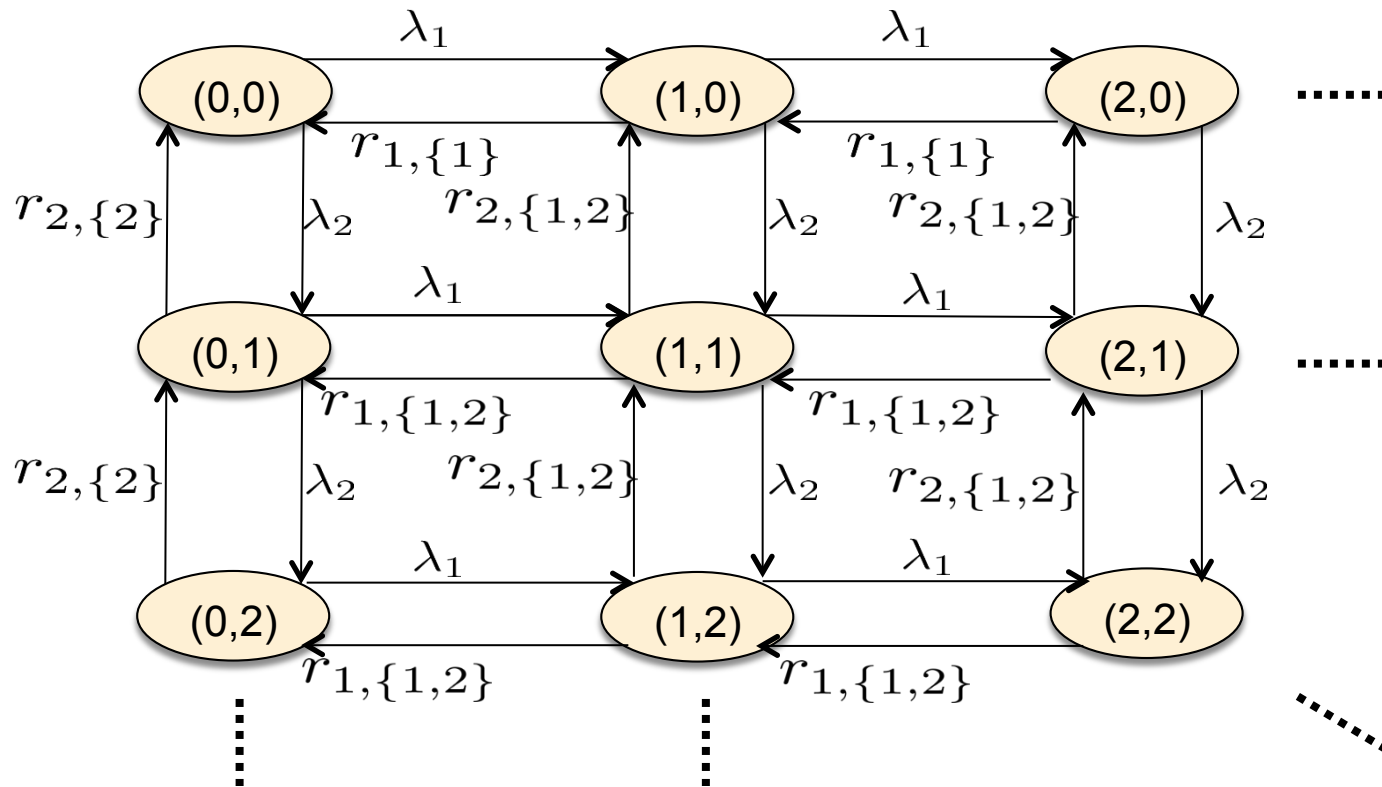 λ₁ λ₁
(0,0) (1,0) (2,0)
r₁,{1} r₁,{1}
r₂,{2} λ₂ r₂,{1,2} λ₂ r₂,{1,2} λ₂
λ₁ λ₁
(0,1) (1,1) (2,1)
r₁,{1,2} r₁,{1,2}
r₂,{2} λ₂ r₂,{1,2} λ₂ r₂,{1,2} λ₂
λ₁ λ₁
(0,2) (1,2) (2,2)
r₁,{1,2} r₁,{1,2}